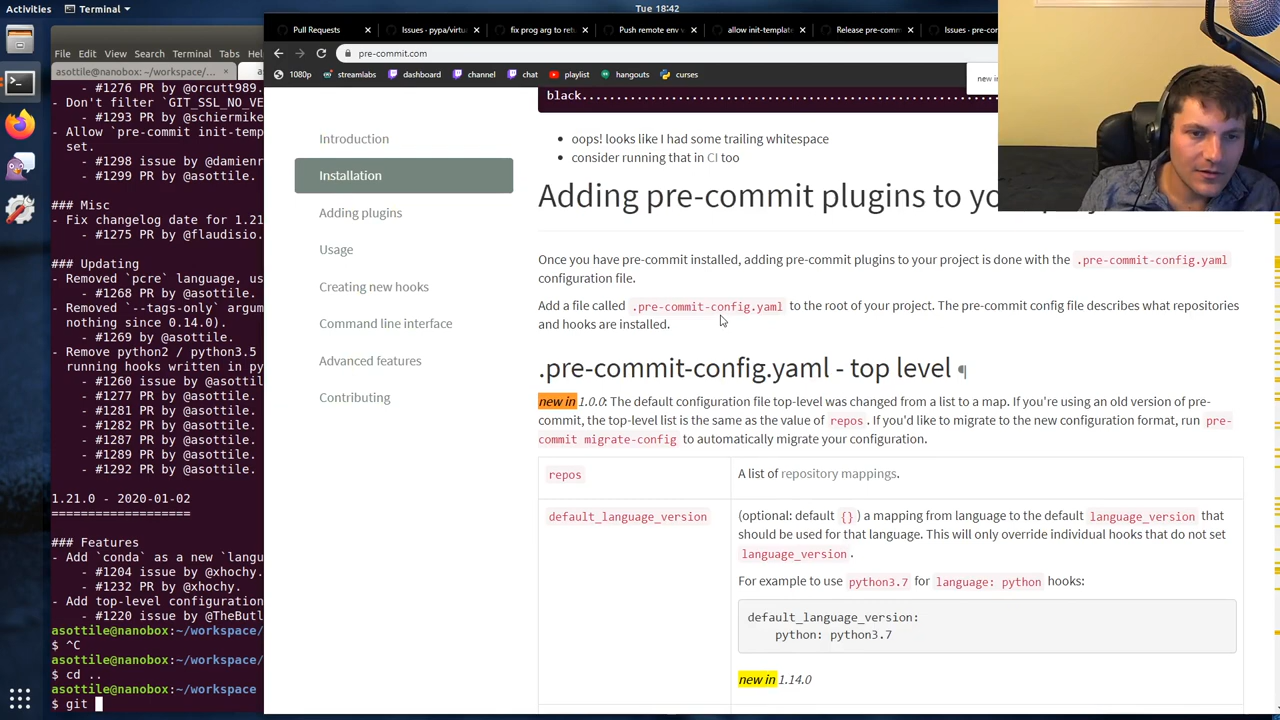 Activities
Terminal
Tue 18:42
File Edit View Search Terminal Tabs
asottile@nanobox: ~/workspace/...
a
- #1276 PR by @orcutt989.
- Don't filter `GIT_SSL_NO_VE
- #1293 PR by @schiermike
- Allow `pre-commit init-temp
set.
- #1298 issue by @damienr
- #1299 PR by @asottile.
### Misc
- Fix changelog date for 1.21
- #1275 PR by @flaudisio.
### Updating
- Removed `pcre` language, us
- #1268 PR by @asottile.
- Removed `--tags-only` argum
nothing since 0.14.0).
- #1269 by @asottile.
- Remove python2 / python3.5
running hooks written in py
- #1260 issue by @asottil
- #1277 PR by @asottile.
- #1281 PR by @asottile.
- #1282 PR by @asottile.
- #1287 PR by @asottile.
- #1289 PR by @asottile.
- #1292 PR by @asottile.
1.21.0 - 2020-01-02
===================
### Features
- Add `conda` as a new `langu
- #1204 issue by @xhochy.
- #1232 PR by @xhochy.
- Add top-level configuration
- #1220 issue by @TheButl
asottile@nanobox:~/workspace/
$ ^C
asottile@nanobox:~/workspace/
$ cd ..
asottile@nanobox:~/workspace
$ git
Pull Requests
Issues · pypa/virtu
fix prog arg to retu
Push remote env v
allow init-template
Release pre-comm
Issues · pre-com
pre-commit.com
1080p
streamlabs
dashboard
channel
chat
playlist
hangouts
curses
new in
Introduction
Installation
Adding plugins
Usage
Creating new hooks
Command line interface
Advanced features
Contributing
black....................................................................
• oops! looks like I had some trailing whitespace
• consider running that in CI too
Adding pre-commit plugins to yo
Once you have pre-commit installed, adding pre-commit plugins to your project is done with the .pre-commit-config.yaml
configuration file.
Add a file called .pre-commit-config.yaml to the root of your project. The pre-commit config file describes what repositories
and hooks are installed.
.pre-commit-config.yaml - top level ¶
new in 1.0.0: The default configuration file top-level was changed from a list to a map. If you're using an old version of pre-
commit, the top-level list is the same as the value of repos. If you'd like to migrate to the new configuration format, run pre-
commit migrate-config to automatically migrate your configuration.
repos
A list of repository mappings.
default_language_version
(optional: default {}) a mapping from language to the default language_version that
should be used for that language. This will only override individual hooks that do not set
language_version.
For example to use python3.7 for language: python hooks:
default_language_version:
python: python3.7
new in 1.14.0